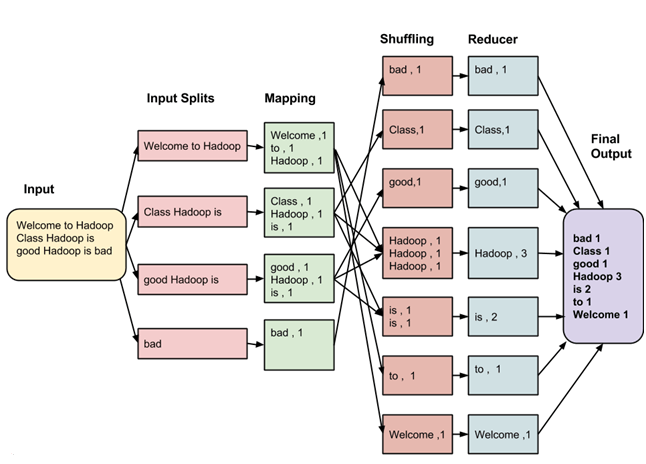 Input
Welcome to Hadoop
Class Hadoop is
good Hadoop is bad
Input Splits
Welcome to Hadoop
Class Hadoop is
good Hadoop is
bad
Mapping
Welcome ,1
to , 1
Hadoop , 1
Class , 1
Hadoop , 1
is , 1
good , 1
Hadoop , 1
is , 1
bad , 1
Shuffling
bad , 1
Class,1
good,1
Hadoop , 1
Hadoop , 1
Hadoop , 1
is , 1
is , 1
to , 1
Welcome ,1
Reducer
bad , 1
Class,1
good,1
Hadoop , 3
is , 2
to , 1
Welcome ,1
Final
Output
bad 1
Class 1
good 1
Hadoop 3
is 2
to 1
Welcome 1